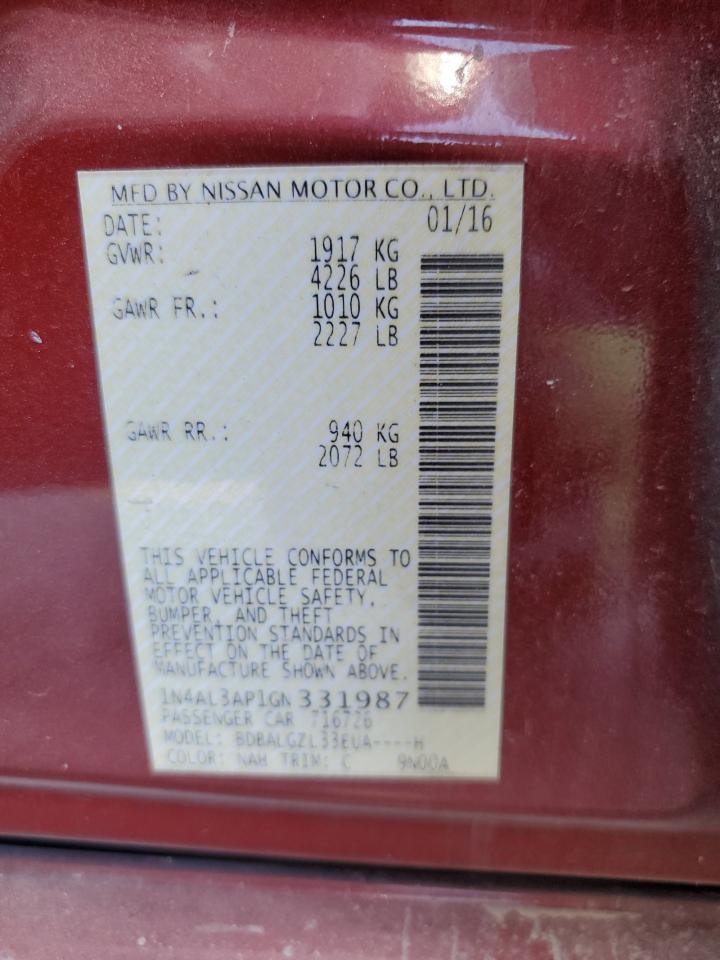 MFD BY NISSAN MOTOR CO., LTD.
DATE: 01/16
GVWR: 1917 KG
4226 LB
GAWR FR.: 1010 KG
2227 LB
GAWR RR.: 940 KG
2072 LB
THIS VEHICLE CONFORMS TO
ALL APPLICABLE FEDERAL
MOTOR VEHICLE SAFETY,
BUMPER, AND THEFT
PREVENTION STANDARDS IN
EFFECT ON THE DATE OF
MANUFACTURE SHOWN ABOVE.
1N4AL3AP1GN331987
PASSENGER CAR 716726
MODEL: BDBALGZL33EUA----H
COLOR: NAH TRIM: C 9N00A